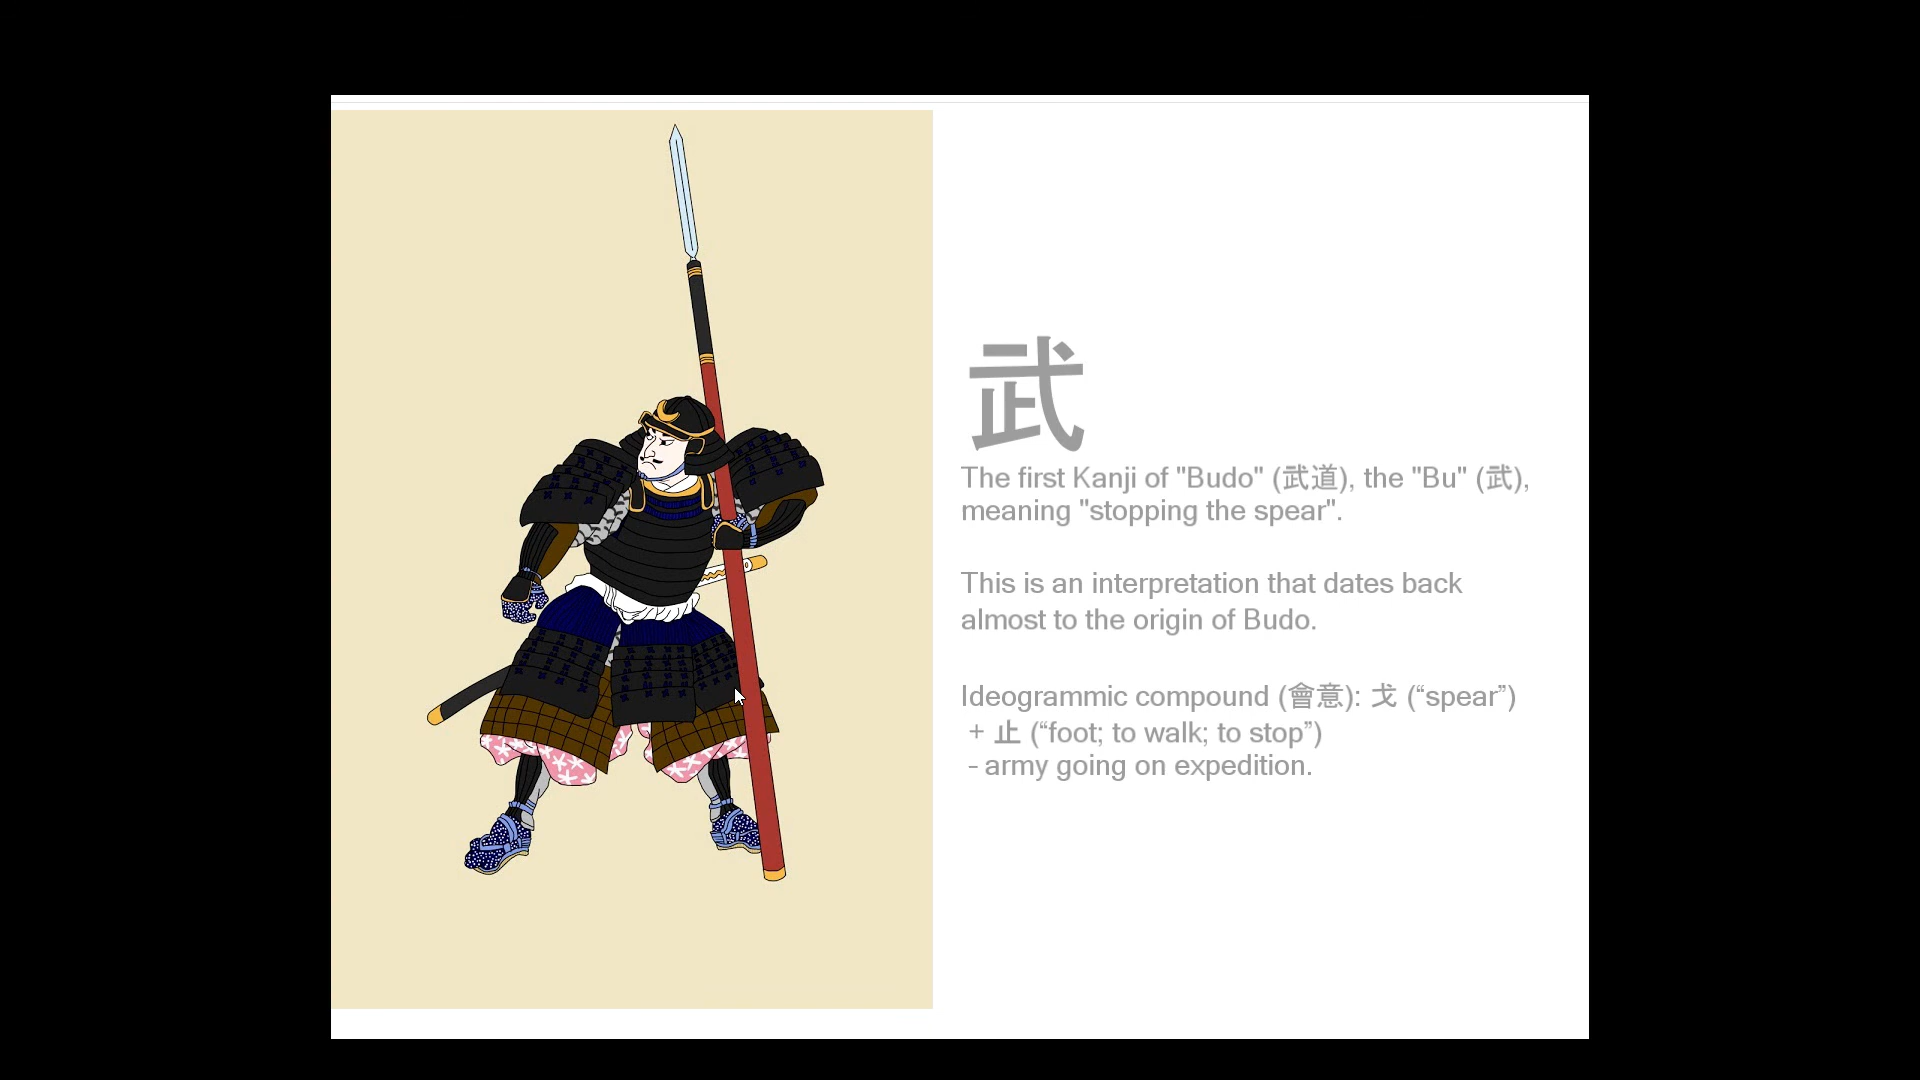 武
The first Kanji of "Budo" (武道), the "Bu" (武),
meaning "stopping the spear".
This is an interpretation that dates back
almost to the origin of Budo.
Ideogrammic compound (會意): 戈 (“spear”)
+ 止 (“foot; to walk; to stop”)
- army going on expedition.